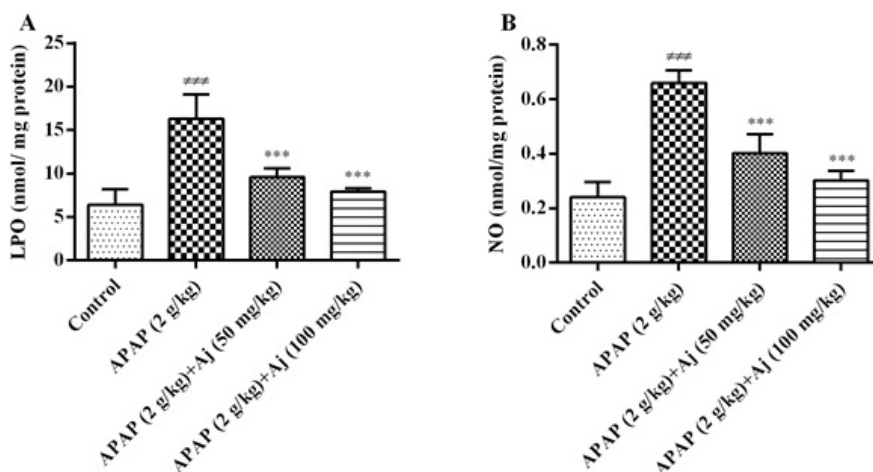 A
LPO (nmol/ mg protein)
25
20
15
10
5
0
≠≠≠
***
***
Control
APAP (2 g/kg)
APAP (2 g/kg)+Aj (50 mg/kg)
APAP (2 g/kg)+Aj (100 mg/kg)
B
NO (nmol/mg protein)
0.8
0.6
0.4
0.2
0.0
≠≠≠
***
***
Control
APAP (2 g/kg)
APAP (2 g/kg)+Aj (50 mg/kg)
APAP (2 g/kg)+Aj (100 mg/kg)